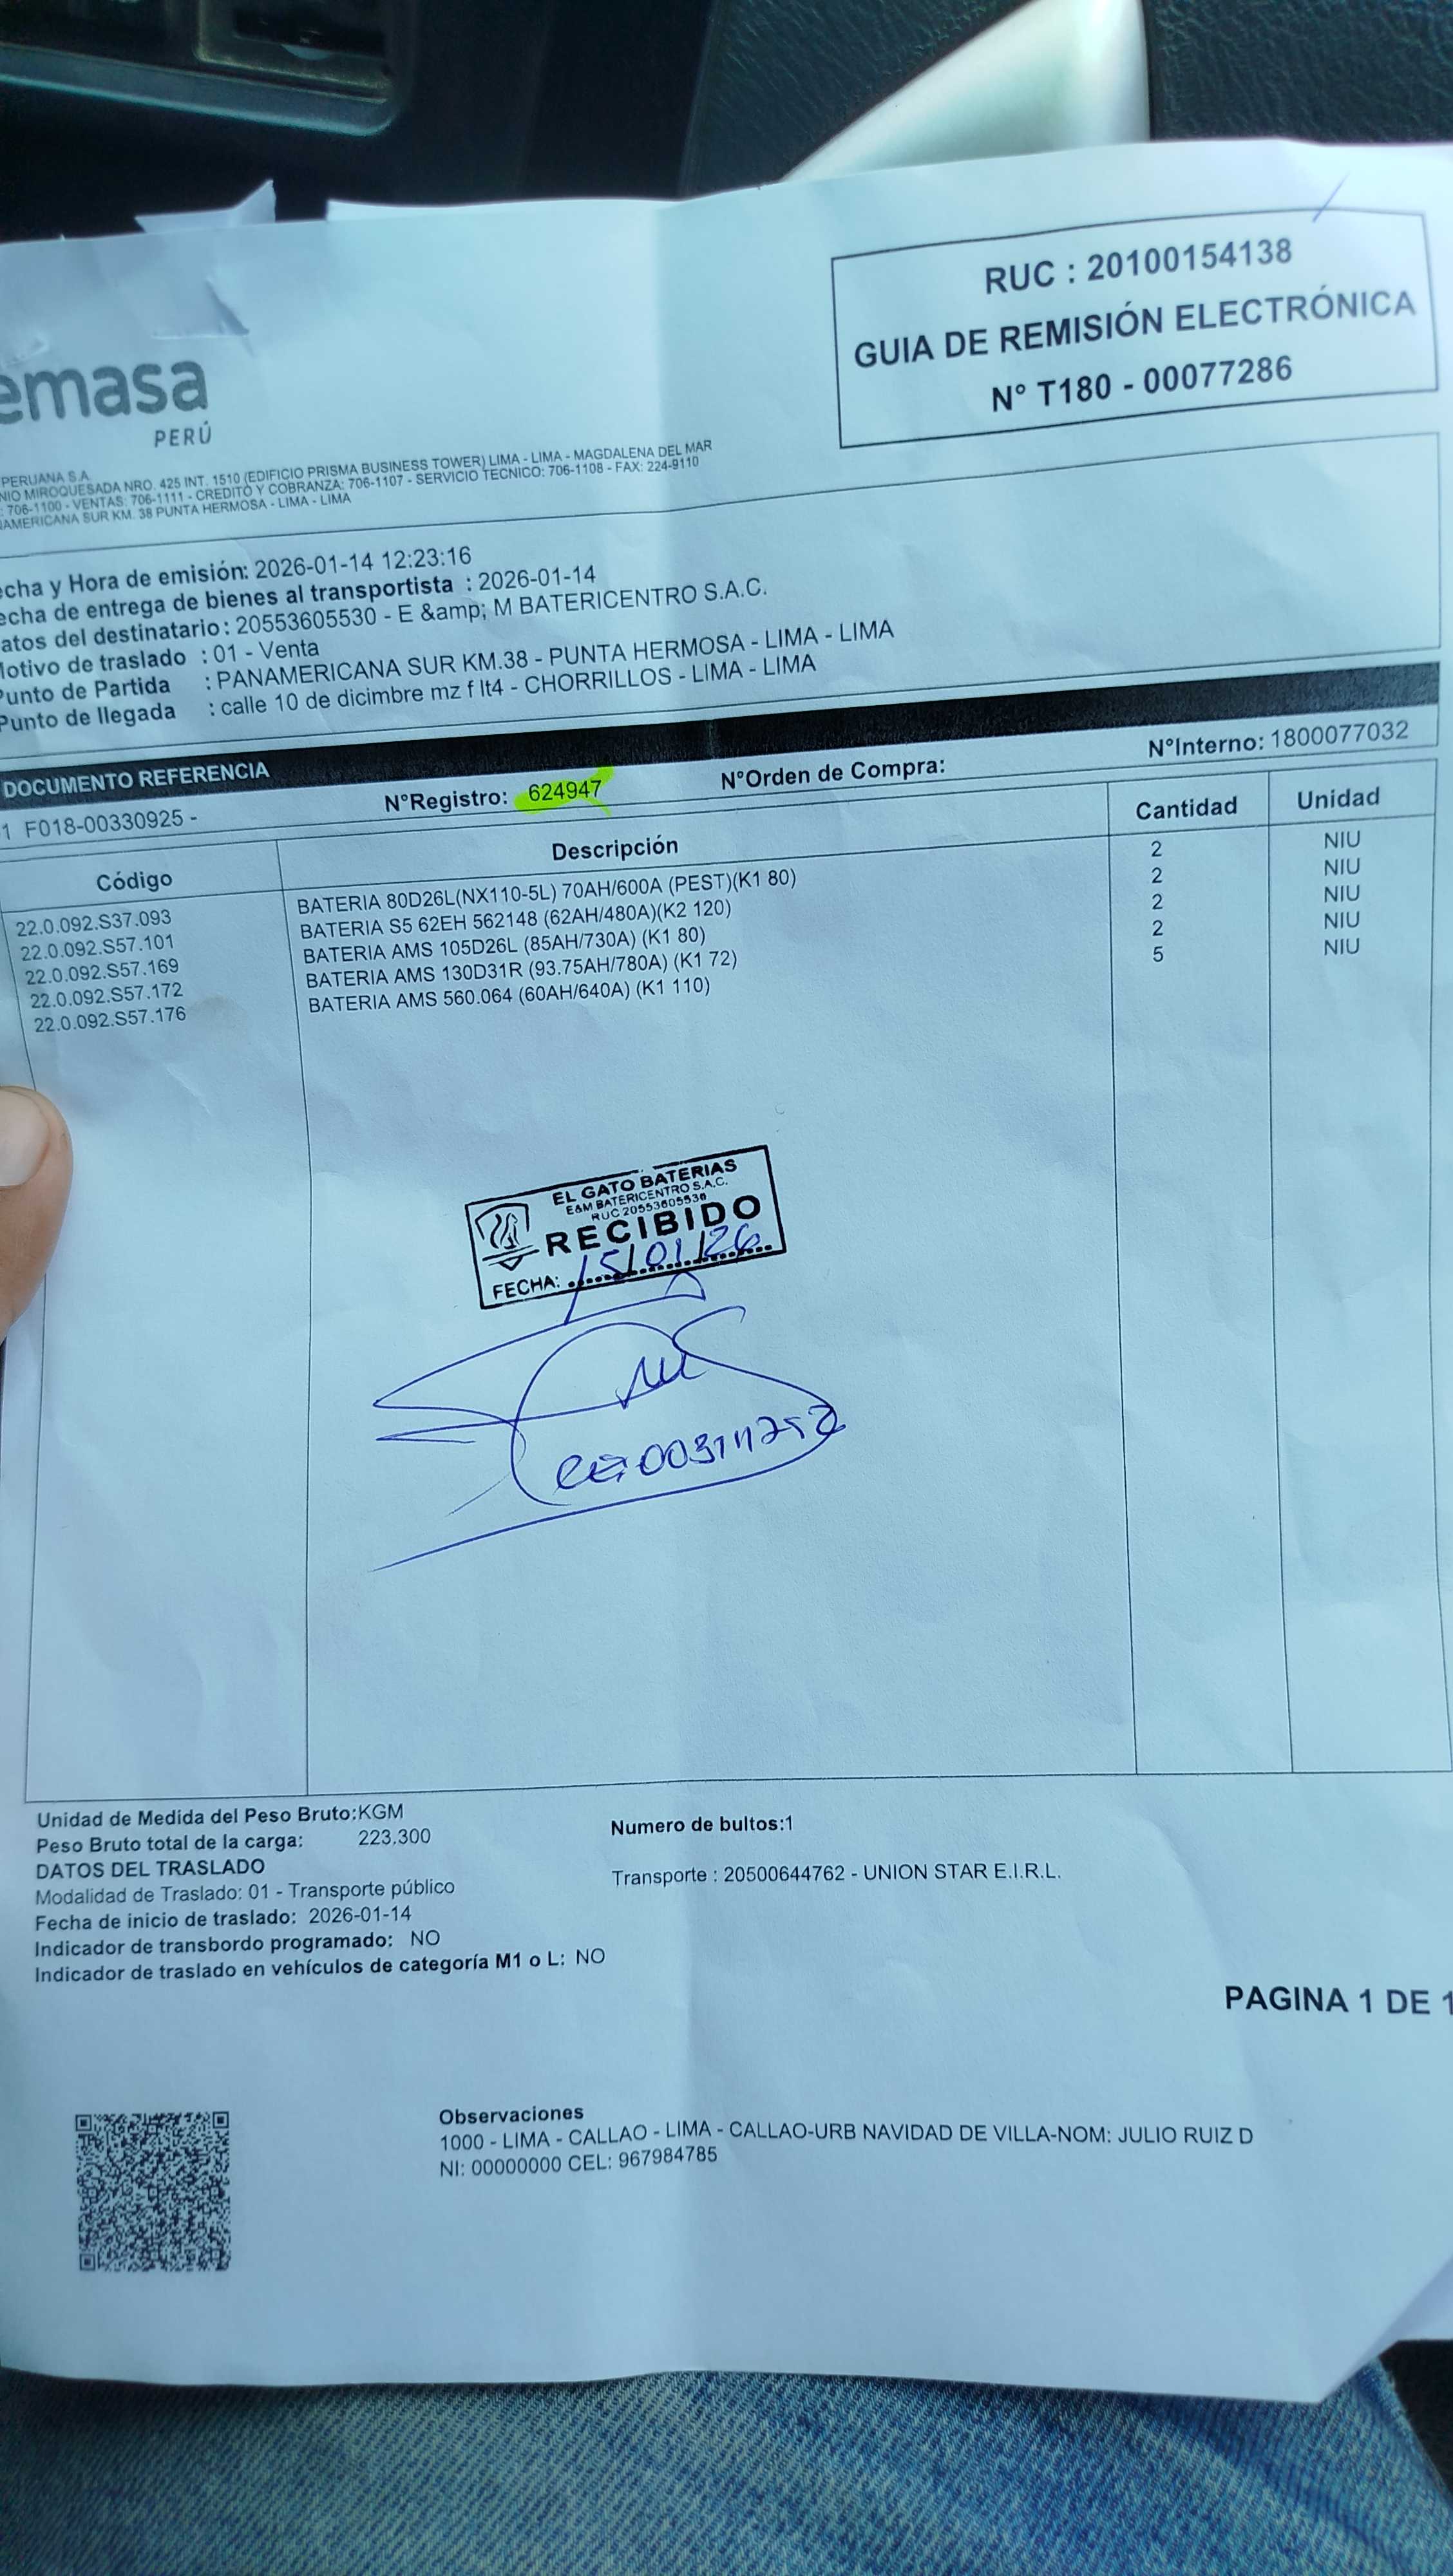 RUC : 20100154138
GUIA DE REMISIÓN ELECTRÓNICA
N° T180 - 00077286
emasa
PERÚ
PERUANA S.A.
NIO MIROQUESADA NRO. 425 INT. 1510 (EDIFICIO PRISMA BUSINESS TOWER) LIMA - LIMA - MAGDALENA DEL MAR
: 706-1100 - VENTAS: 706-1111 - CREDITO Y COBRANZA: 706-1107 - SERVICIO TECNICO: 706-1108 - FAX: 224-9110
AMERICANA SUR KM. 38 PUNTA HERMOSA - LIMA - LIMA
echa y Hora de emisión: 2026-01-14 12:23:16
echa de entrega de bienes al transportista : 2026-01-14
atos del destinatario : 20553605530 - E &amp; M BATERICENTRO S.A.C.
Motivo de traslado : 01 - Venta
Punto de Partida : PANAMERICANA SUR KM.38 - PUNTA HERMOSA - LIMA - LIMA
Punto de llegada : calle 10 de dicimbre mz f lt4 - CHORRILLOS - LIMA - LIMA
DOCUMENTO REFERENCIA
1 F018-00330925 - N°Registro: 624947 N°Orden de Compra: N°Interno: 1800077032
Código Descripción Cantidad Unidad
22.0.092.S37.093 BATERIA 80D26L(NX110-5L) 70AH/600A (PEST)(K1 80) 2 NIU
22.0.092.S57.101 BATERIA S5 62EH 562148 (62AH/480A)(K2 120) 2 NIU
22.0.092.S57.169 BATERIA AMS 105D26L (85AH/730A) (K1 80) 2 NIU
22.0.092.S57.172 BATERIA AMS 130D31R (93.75AH/780A) (K1 72) 2 NIU
22.0.092.S57.176 BATERIA AMS 560.064 (60AH/640A) (K1 110) 5 NIU
EL GATO BATERIAS
E&M BATERICENTRO S.A.C.
RUC 20553605530
RECIBIDO
FECHA: 15/01/26
Unidad de Medida del Peso Bruto:KGM
Peso Bruto total de la carga: 223.300 Numero de bultos:1
DATOS DEL TRASLADO
Modalidad de Traslado: 01 - Transporte público Transporte : 20500644762 - UNION STAR E.I.R.L.
Fecha de inicio de traslado: 2026-01-14
Indicador de transbordo programado: NO
Indicador de traslado en vehículos de categoría M1 o L: NO
PAGINA 1 DE 1
Observaciones
1000 - LIMA - CALLAO - LIMA - CALLAO-URB NAVIDAD DE VILLA-NOM: JULIO RUIZ D
NI: 00000000 CEL: 967984785